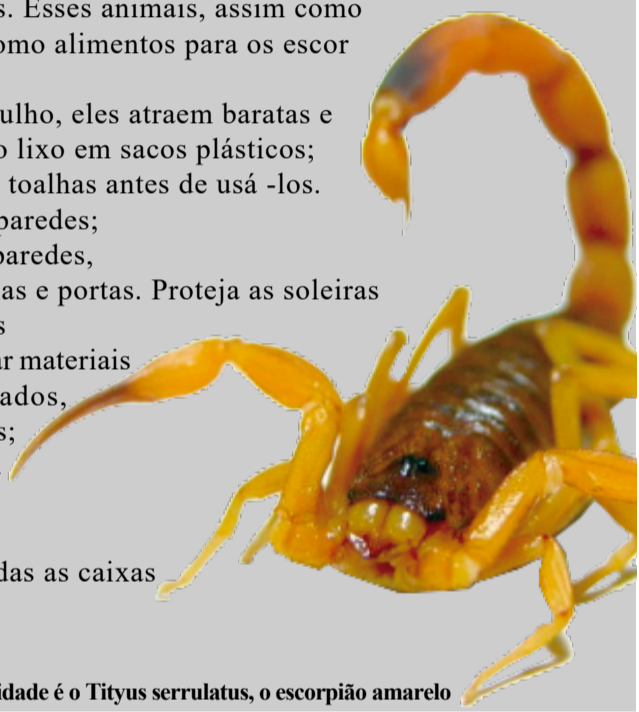 s. Esses animais, assim como
omo alimentos para os escor
ulho, eles atraem baratas e
o lixo em sacos plásticos;
toalhas antes de usá -los.
paredes;
paredes,
as e portas. Proteja as soleiras
s
ar materiais
ados,
s;
das as caixas
idade é o Tityus serrulatus, o escorpião amarelo